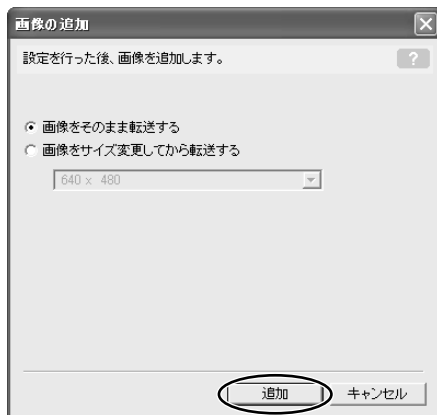 画像の追加
設定を行った後、画像を追加します。
?
画像をそのまま転送する
画像をサイズ変更してから転送する
640 x 480
追加
キャンセル